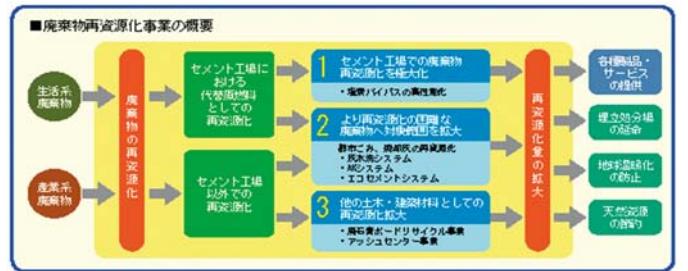 ■廃棄物再資源化事業の概要
生活系
廃棄物
産業系
廃棄物
廃棄物の再資源化
セメント工場に
おける
代替原燃料
としての
再資源化
セメント工場
以外での
再資源化
1 セメント工場での廃棄物
再資源化を極大化
・塩素バイパスの高性能化
2 より再資源化の困難な
廃棄物へ対象範囲を拡大
都市ごみ、焼却灰の再資源化
・灰水洗システム
・AKシステム
・エコセメントシステム
3 他の土木・建築材料としての
再資源化拡大
・廃石膏ボードリサイクル事業
・アッシュセンター事業
再資源化量の拡大
各種製品・
サービス
の提供
埋立処分場
の延命
地球温暖化
の防止
天然資源
の節約